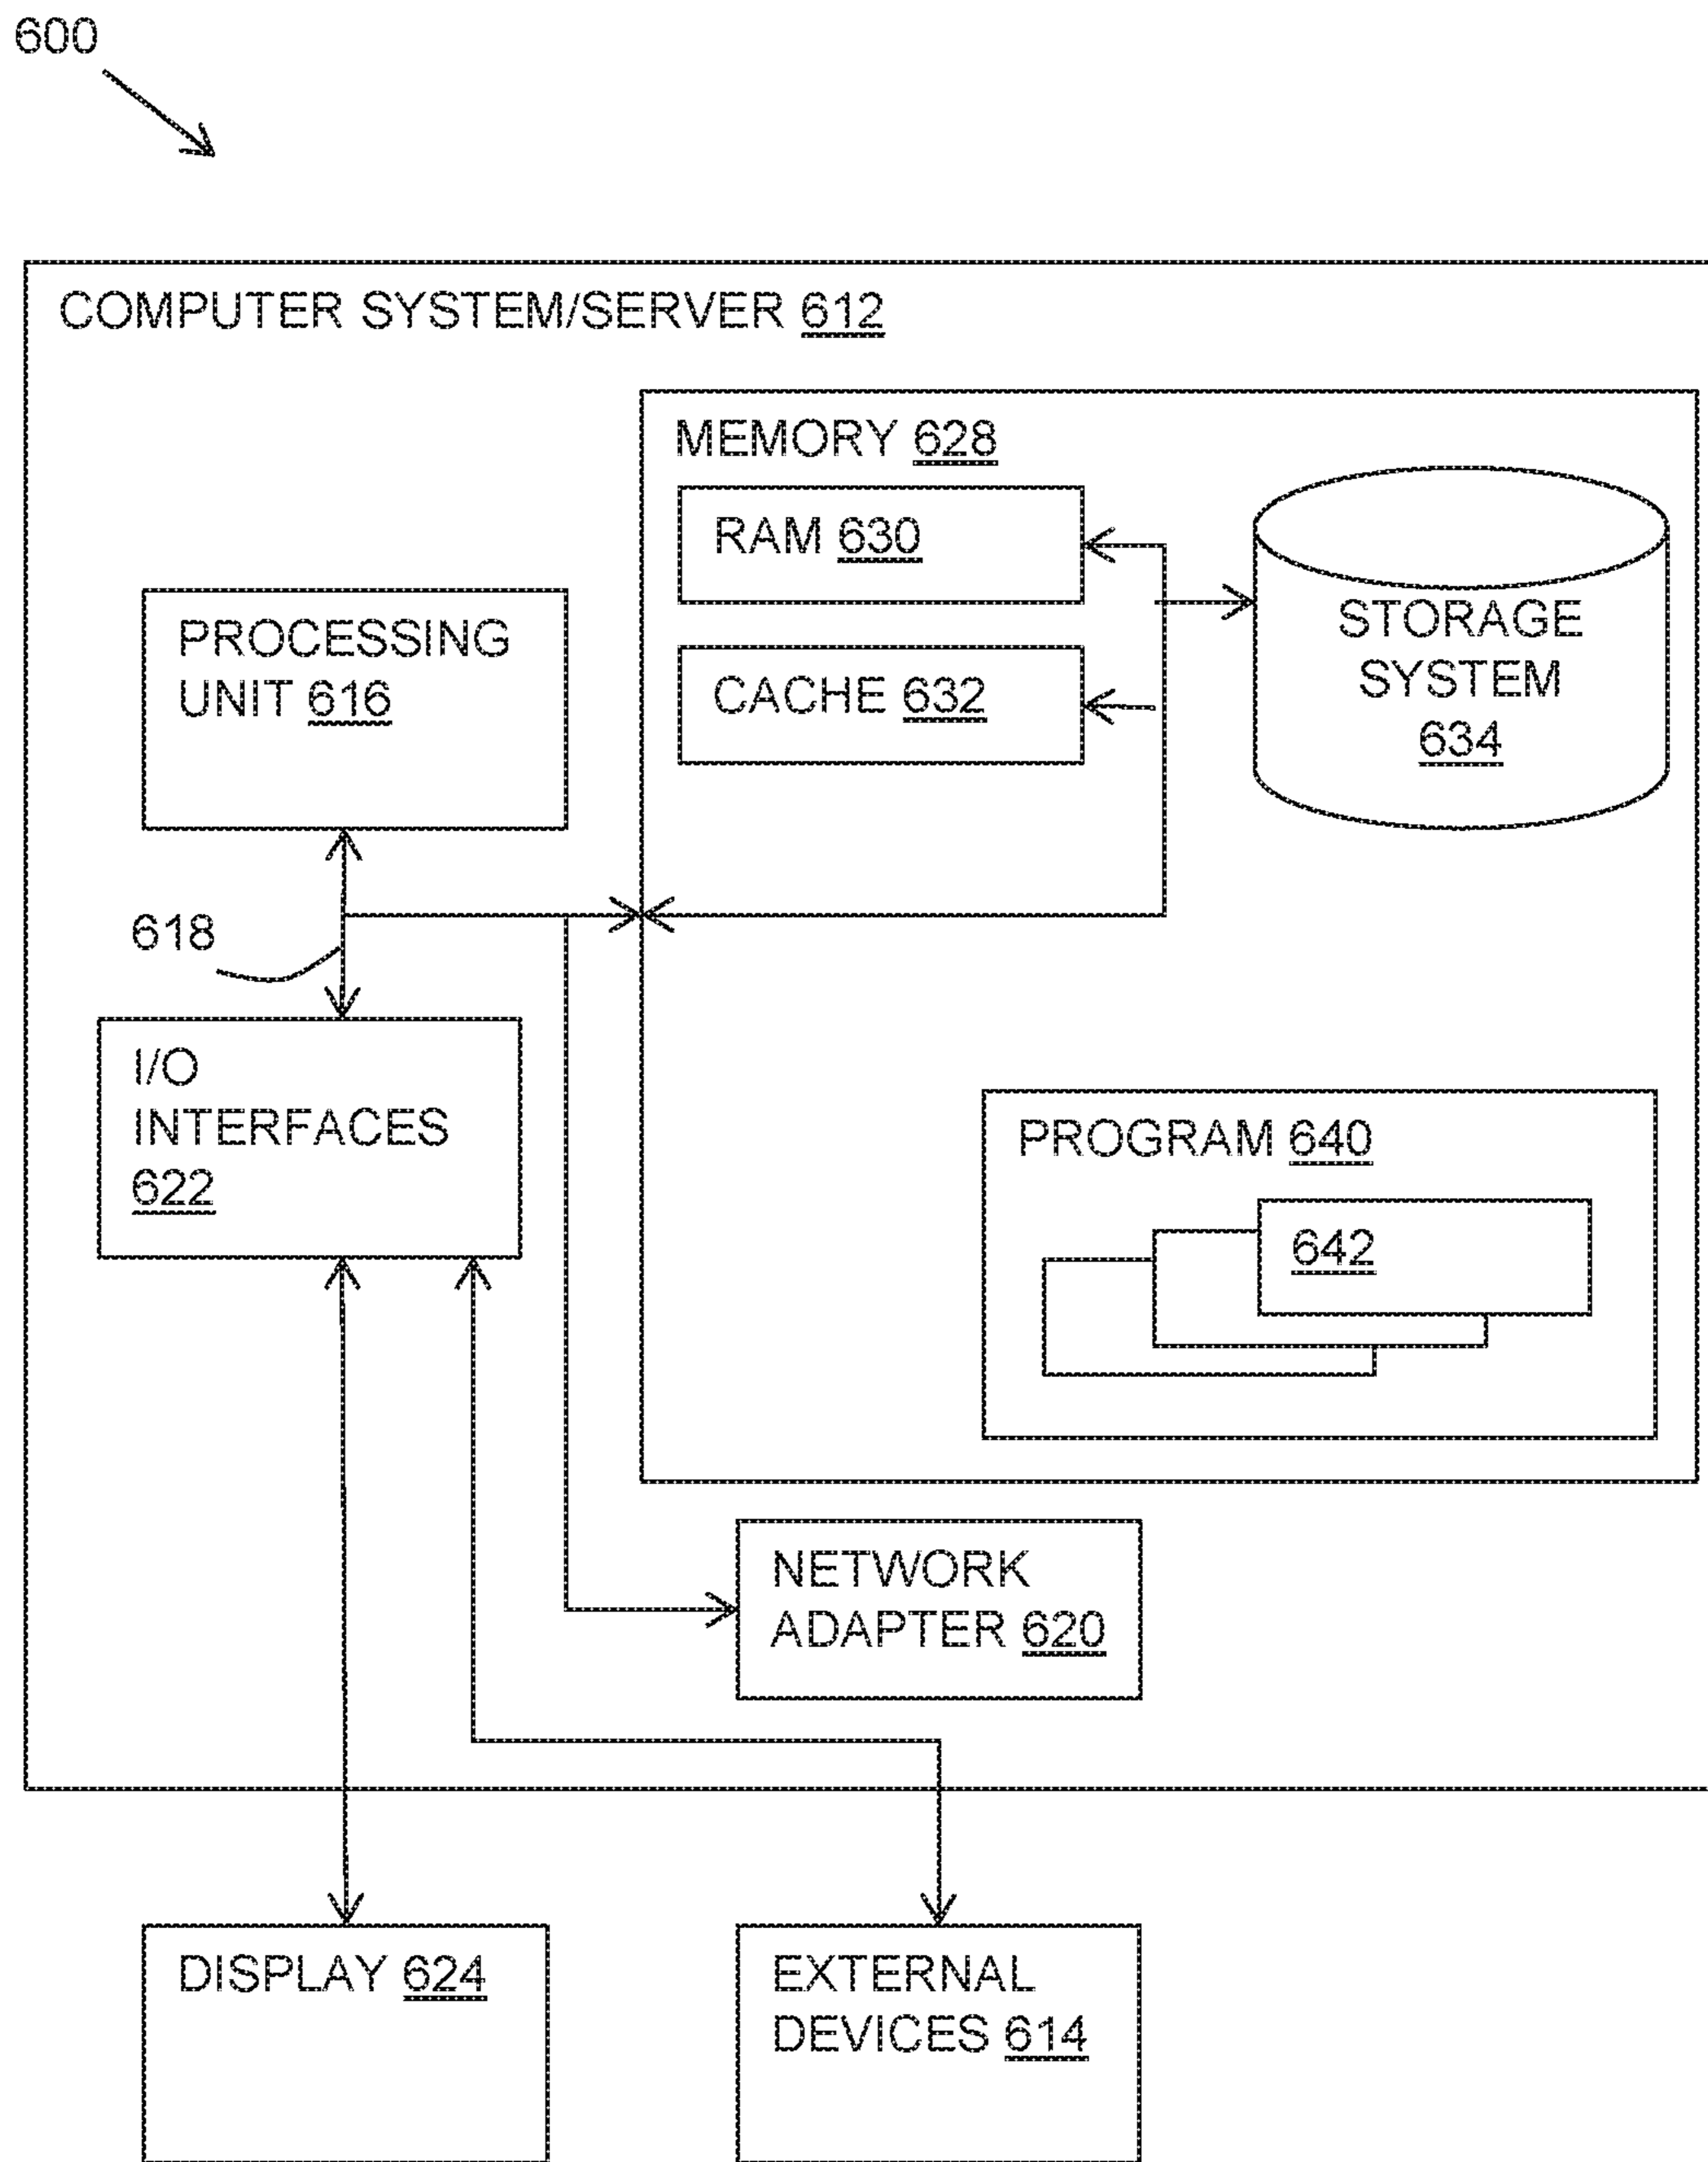 600
COMPUTER SYSTEM/SERVER 612
MEMORY 628
RAM 630
CACHE 632
STORAGE
SYSTEM
634
PROCESSING
UNIT 616
618
I/O
INTERFACES
622
PROGRAM 640
642
NETWORK
ADAPTER 620
DISPLAY 624
EXTERNAL
DEVICES 614